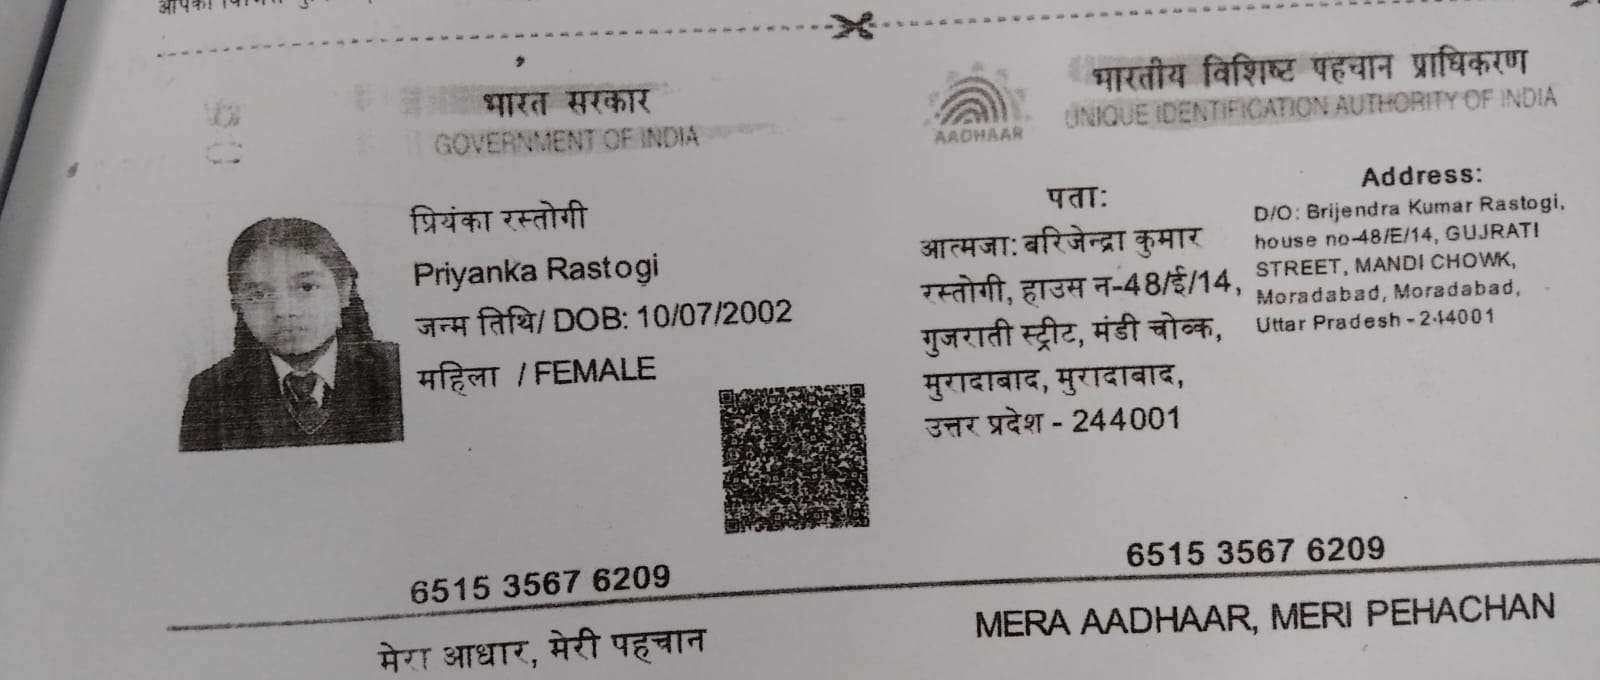 भारत सरकार
GOVERNMENT OF INDIA
प्रियंका रस्तोगी
Priyanka Rastogi
जन्म तिथि/ DOB: 10/07/2002
महिला / FEMALE
6515 3567 6209
मेरा आधार, मेरी पहचान
भारतीय विशिष्ट पहचान प्राधिकरण
UNIQUE IDENTIFICATION AUTHORITY OF INDIA
AADHAAR
पता:
आत्मजा: बरिजेन्द्रा कुमार
रस्तोगी, हाउस न-48/ई/14,
गुजराती स्ट्रीट, मंडी चोव्क,
मुरादाबाद, मुरादाबाद,
उत्तर प्रदेश - 244001
Address:
D/O: Brijendra Kumar Rastogi,
house no-48/E/14, GUJRATI
STREET, MANDI CHOWK,
Moradabad, Moradabad,
Uttar Pradesh - 244001
6515 3567 6209
MERA AADHAAR, MERI PEHACHAN